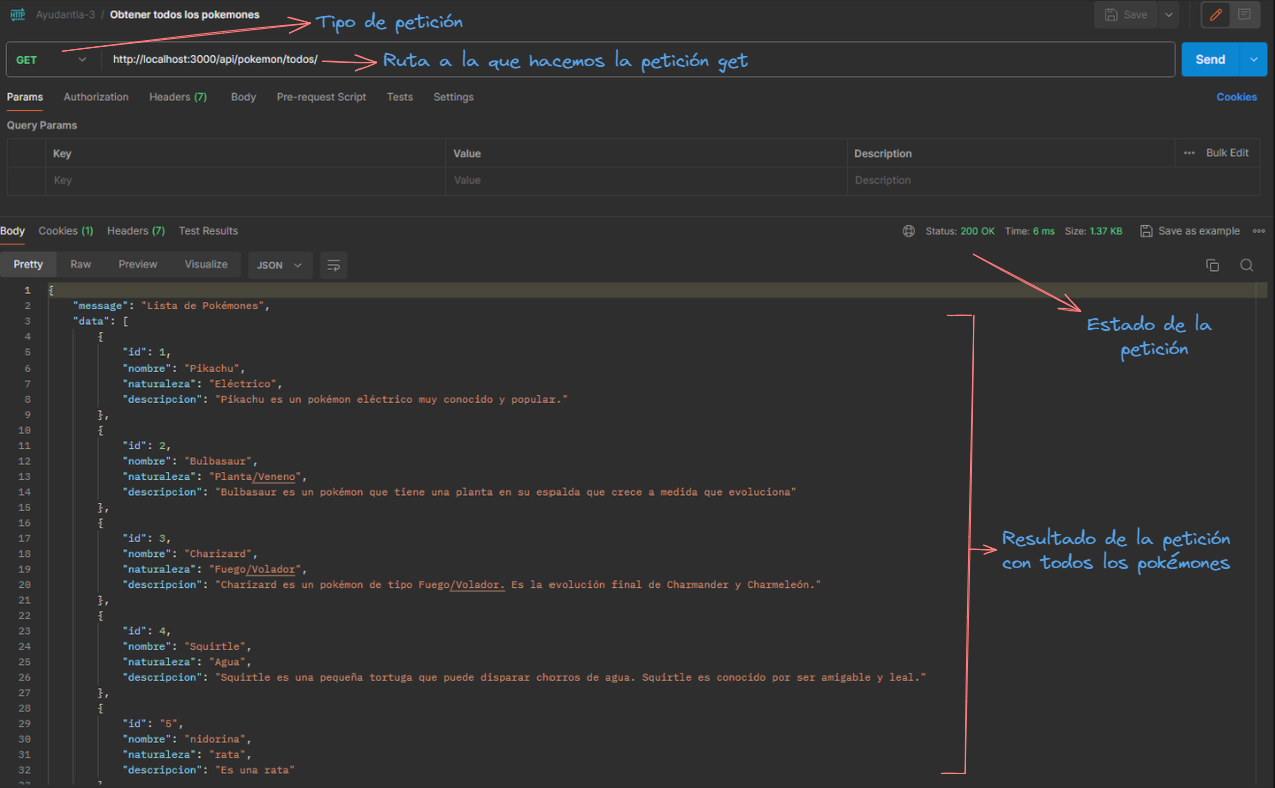 HTTP Ayudantia-3 / Obtener todos los pokemones
Tipo de petición
Save
GET http://localhost:3000/api/pokemon/todos/
Ruta a la que hacemos la petición get
Send
Params Authorization Headers (7) Body Pre-request Script Tests Settings Cookies
Query Params
Key Value Description ••• Bulk Edit
Key Value Description
Body Cookies (1) Headers (7) Test Results Status: 200 OK Time: 6 ms Size: 1.37 KB Save as example
Pretty Raw Preview Visualize JSON
1 {
2 "message": "Lista de Pokémones",
3 "data": [
4 {
5 "id": 1,
6 "nombre": "Pikachu",
7 "naturaleza": "Eléctrico",
8 "descripcion": "Pikachu es un pokémon eléctrico muy conocido y popular."
9 },
10 {
11 "id": 2,
12 "nombre": "Bulbasaur",
13 "naturaleza": "Planta/Veneno",
14 "descripcion": "Bulbasaur es un pokémon que tiene una planta en su espalda que crece a medida que evoluciona"
15 },
16 {
17 "id": 3,
18 "nombre": "Charizard",
19 "naturaleza": "Fuego/Volador",
20 "descripcion": "Charizard es un pokémon de tipo Fuego/Volador. Es la evolución final de Charmander y Charmeleón."
21 },
22 {
23 "id": 4,
24 "nombre": "Squirtle",
25 "naturaleza": "Agua",
26 "descripcion": "Squirtle es una pequeña tortuga que puede disparar chorros de agua. Squirtle es conocido por ser amigable y leal."
27 },
28 {
29 "id": "5",
30 "nombre": "nidorina",
31 "naturaleza": "rata",
32 "descripcion": "Es una rata"
Estado de la
petición
Resultado de la petición
con todos los pokémones